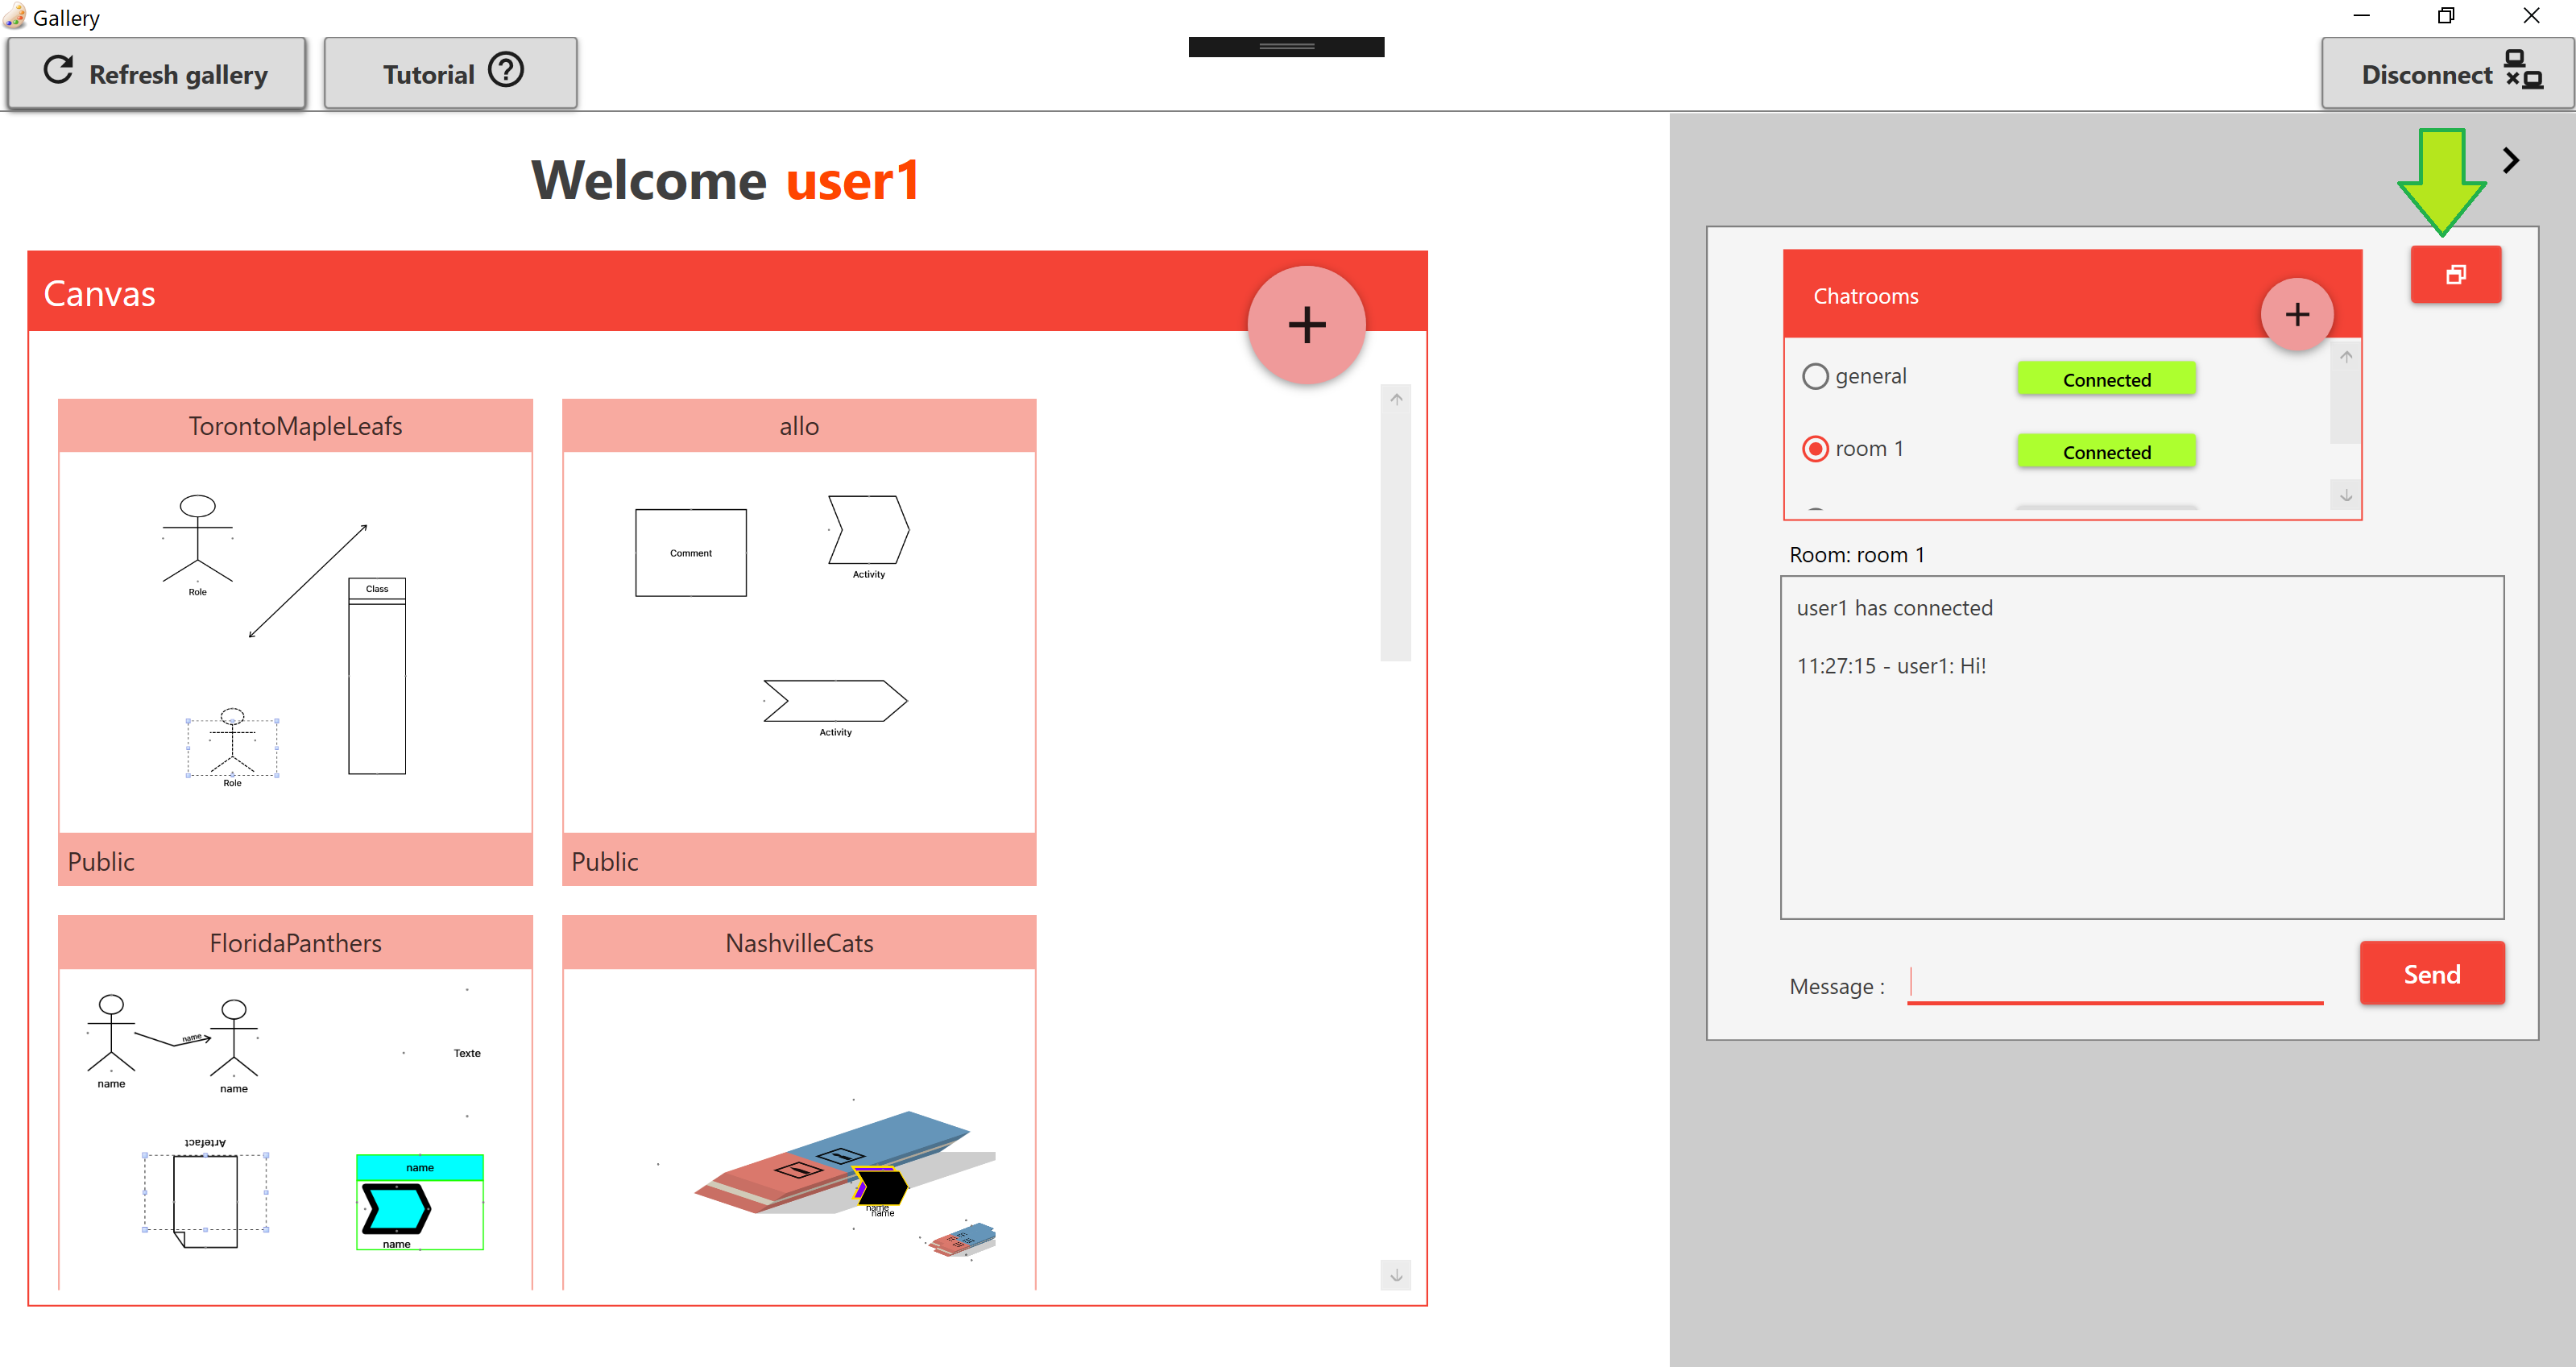 Gallery
Refresh gallery
Tutorial
Disconnect
Welcome user1
Canvas
TorontoMapleLeafs
Role
Class
Role
Public
allo
Comment
Activity
Activity
Public
FloridaPanthers
name
name
name
Texte
Artefact
name
name
NashvilleCats
name
name
Chatrooms
general
Connected
room 1
Connected
Room: room 1
user1 has connected
11:27:15 - user1: Hi!
Message :
Send